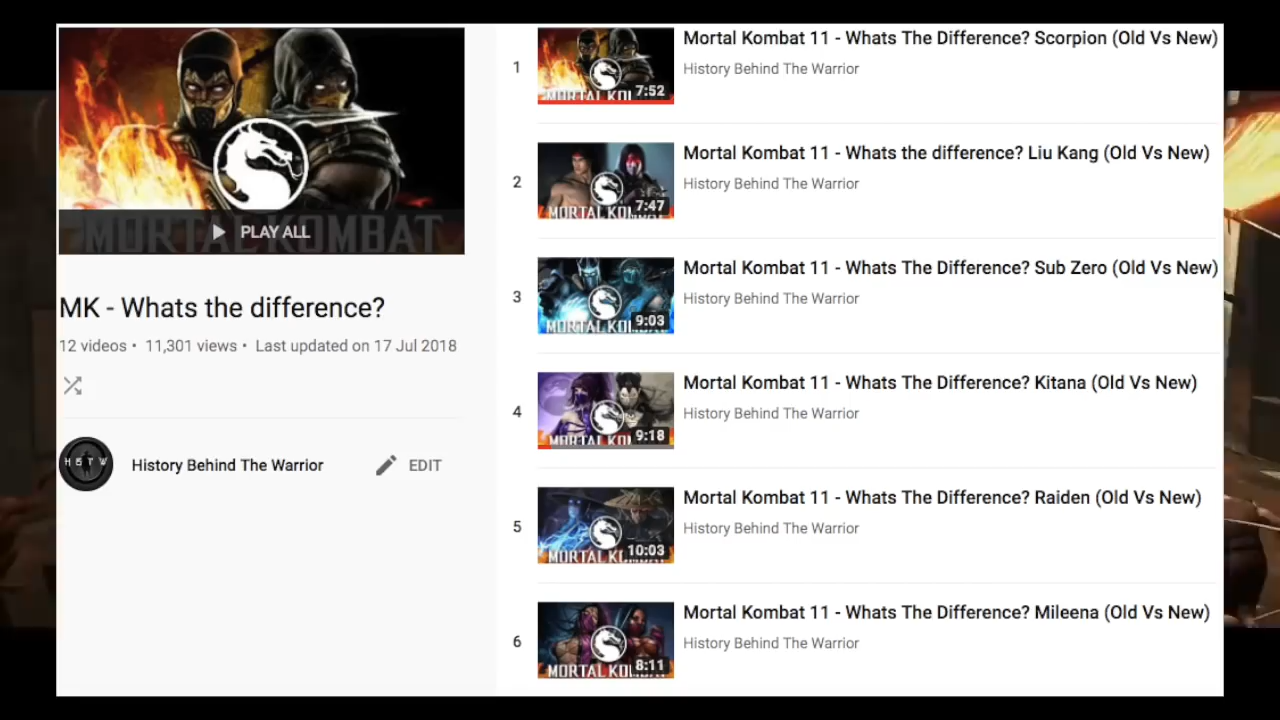 MORTAL KOMBAT
PLAY ALL
MK - Whats the difference?
12 videos • 11,301 views • Last updated on 17 Jul 2018
H B T W
History Behind The Warrior
EDIT
1
7:52
Mortal Kombat 11 - Whats The Difference? Scorpion (Old Vs New)
History Behind The Warrior
2
7:47
Mortal Kombat 11 - Whats the difference? Liu Kang (Old Vs New)
History Behind The Warrior
3
9:03
Mortal Kombat 11 - Whats The Difference? Sub Zero (Old Vs New)
History Behind The Warrior
4
9:18
Mortal Kombat 11 - Whats The Difference? Kitana (Old Vs New)
History Behind The Warrior
5
10:03
Mortal Kombat 11 - Whats The Difference? Raiden (Old Vs New)
History Behind The Warrior
6
8:11
Mortal Kombat 11 - Whats The Difference? Mileena (Old Vs New)
History Behind The Warrior